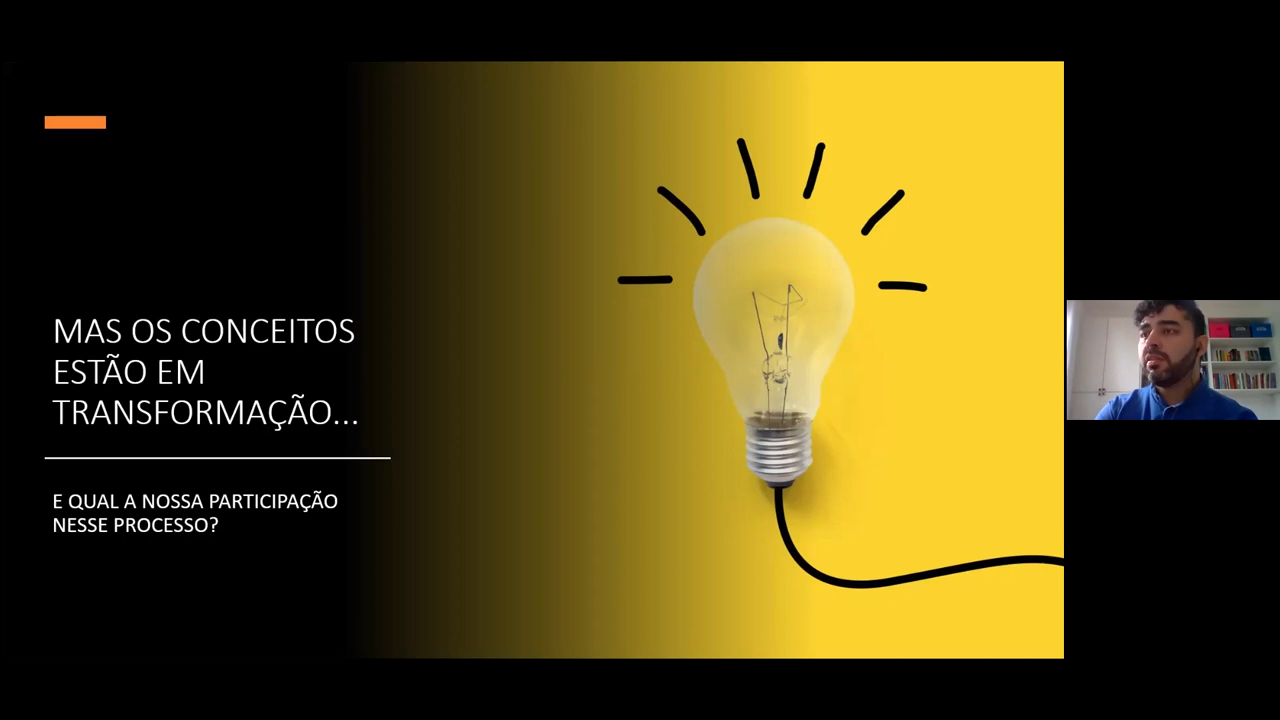 MAS OS CONCEITOS
ESTÃO EM
TRANSFORMAÇÃO...
E QUAL A NOSSA PARTICIPAÇÃO
NESSE PROCESSO?